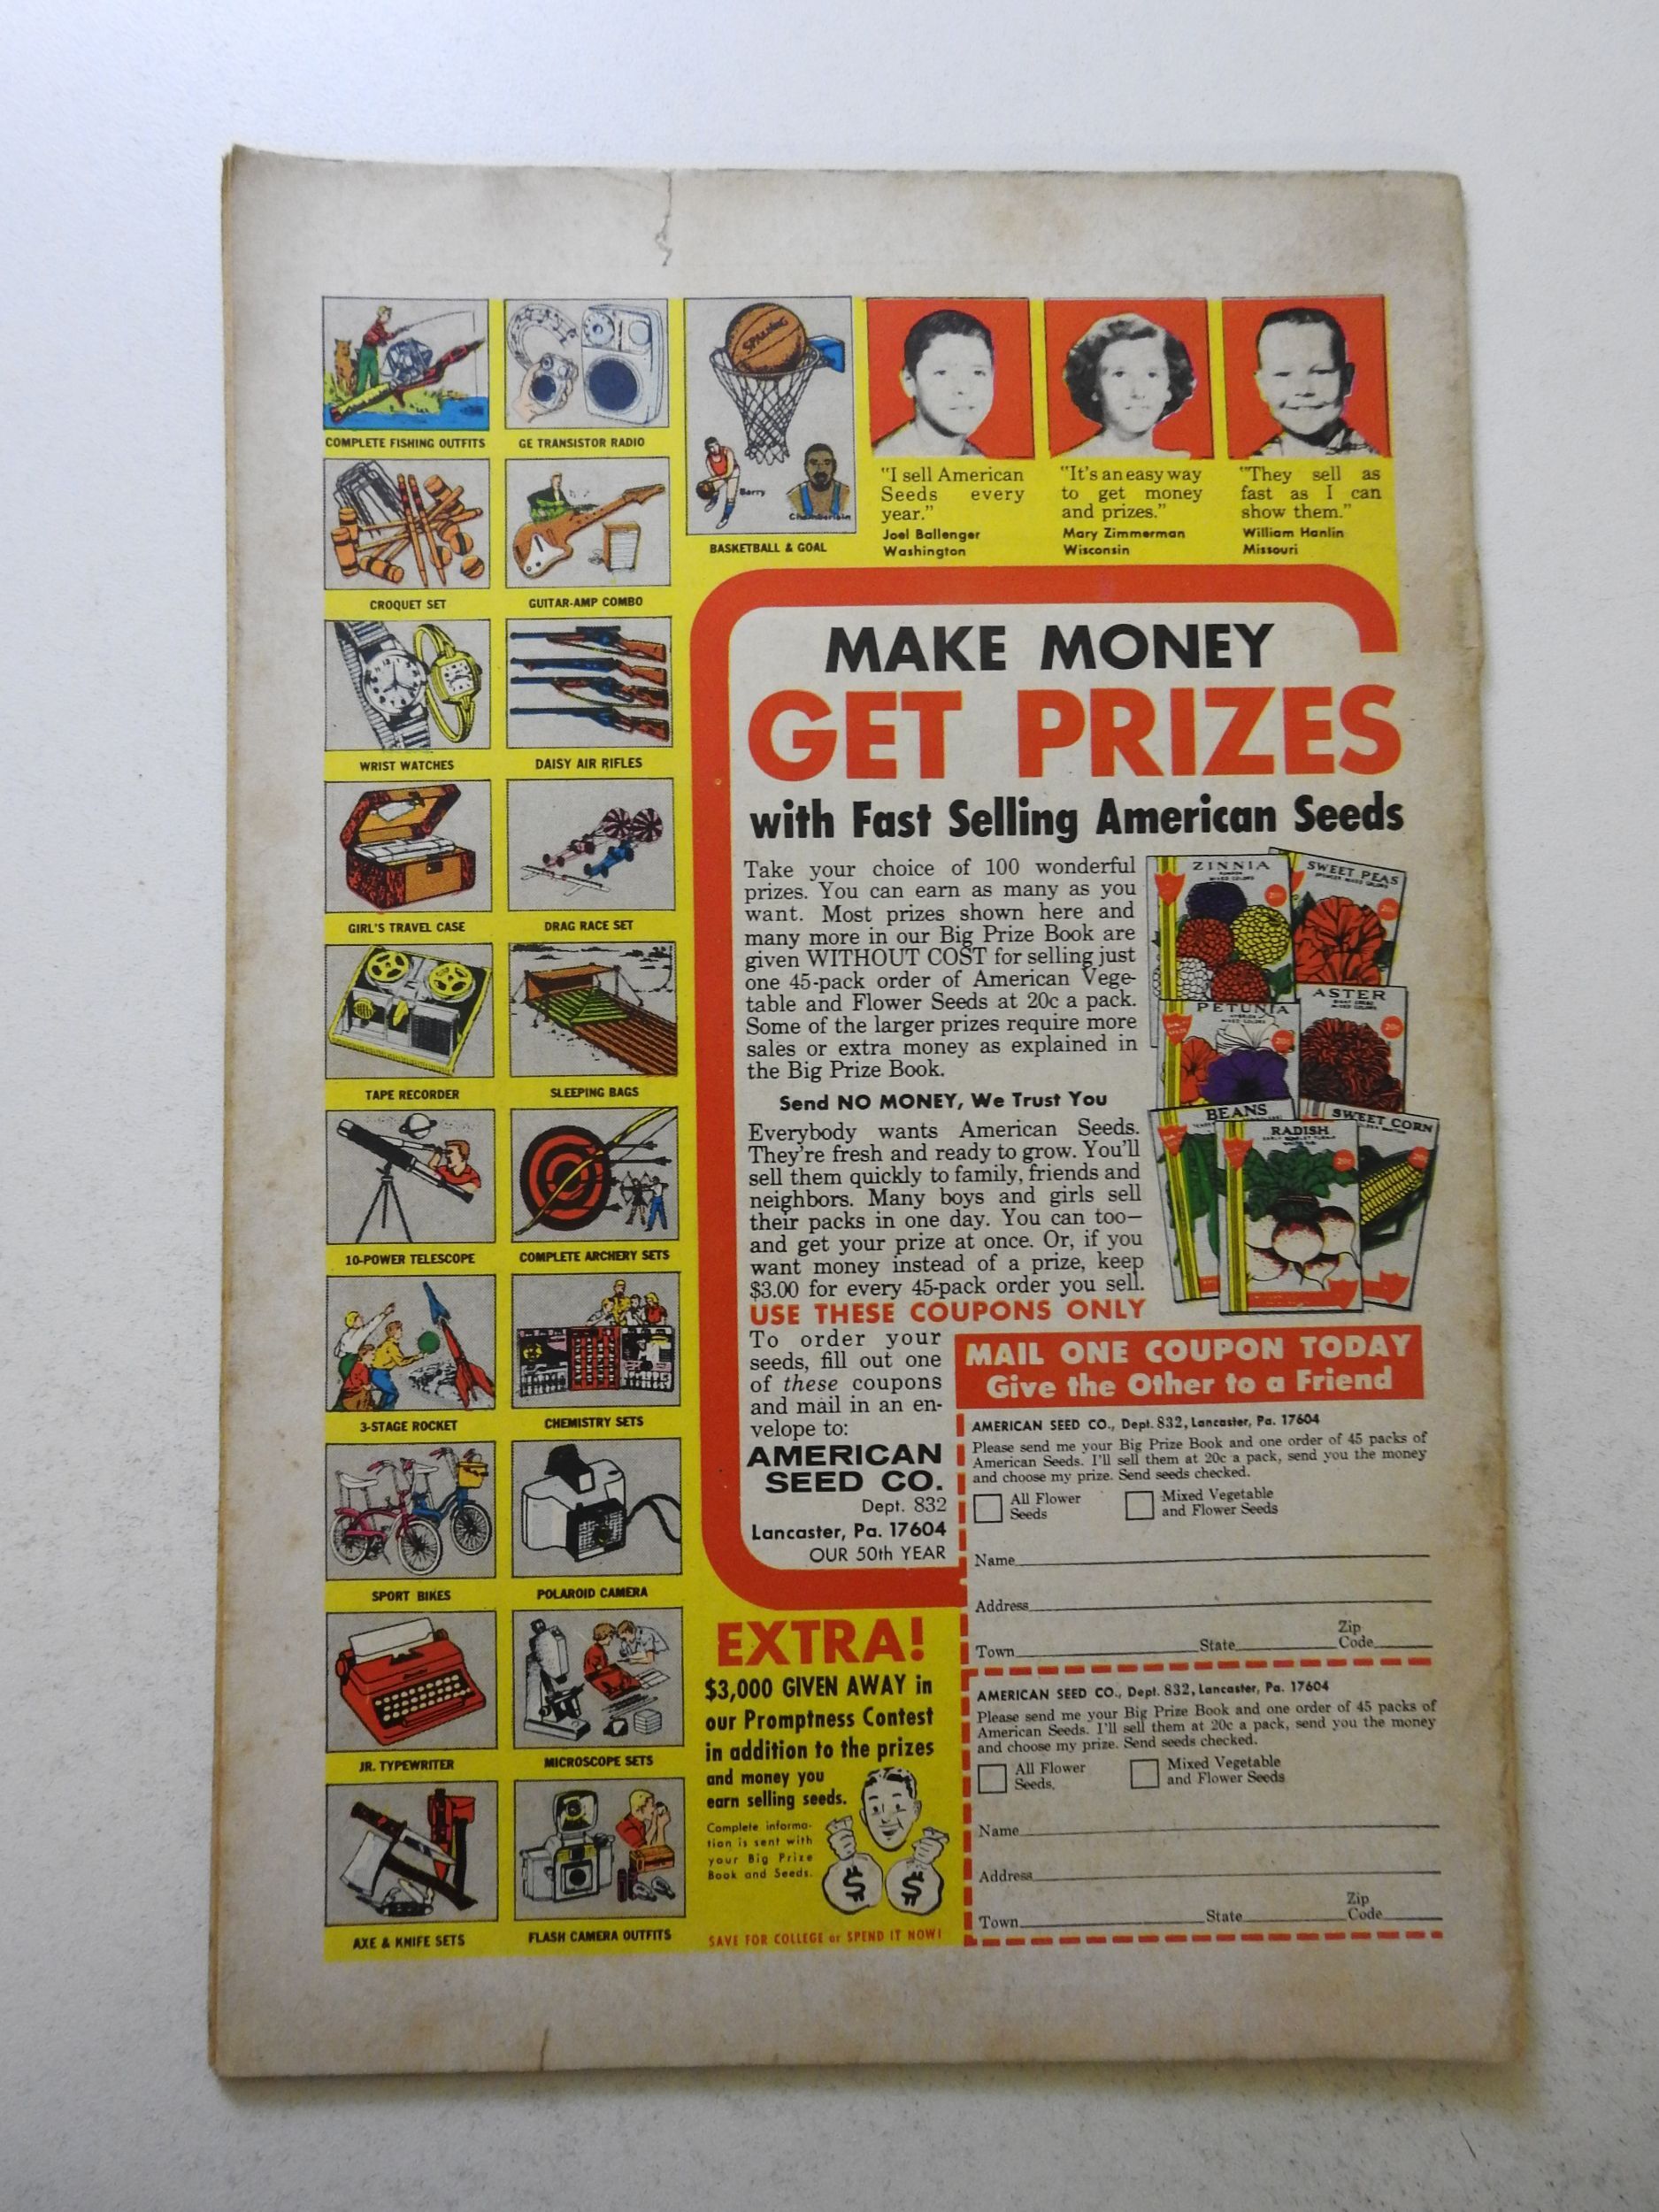 COMPLETE FISHING OUTFITS
GE TRANSISTOR RADIO
SPALDING
Barry
Chamberlain
BASKETBALL & GOAL
CROQUET SET
GUITAR-AMP COMBO
WRIST WATCHES
DAISY AIR RIFLES
GIRL'S TRAVEL CASE
DRAG RACE SET
TAPE RECORDER
SLEEPING BAGS
10-POWER TELESCOPE
COMPLETE ARCHERY SETS
3-STAGE ROCKET
CHEMISTRY SETS
SPORT BIKES
POLAROID CAMERA
JR. TYPEWRITER
MICROSCOPE SETS
AXE & KNIFE SETS
FLASH CAMERA OUTFITS
"I sell American
Seeds every
year."
Joel Ballenger
Washington
"It's an easy way
to get money
and prizes."
Mary Zimmerman
Wisconsin
"They sell as
fast as I can
show them."
William Hanlin
Missouri
MAKE MONEY
GET PRIZES
with Fast Selling American Seeds
Take your choice of 100 wonderful
prizes. You can earn as many as you
want. Most prizes shown here and
many more in our Big Prize Book are
given WITHOUT COST for selling just
one 45-pack order of American Vege-
table and Flower Seeds at 20c a pack.
Some of the larger prizes require more
sales or extra money as explained in
the Big Prize Book.
Send NO MONEY, We Trust You
Everybody wants American Seeds.
They're fresh and ready to grow. You'll
sell them quickly to family, friends and
neighbors. Many boys and girls sell
their packs in one day. You can too—
and get your prize at once. Or, if you
want money instead of a prize, keep
$3.00 for every 45-pack order you sell.
USE THESE COUPONS ONLY
To order your
seeds, fill out one
of these coupons
and mail in an en-
velope to:
AMERICAN
SEED CO.
Dept. 832
Lancaster, Pa. 17604
OUR 50th YEAR
ZINNIA
MIXED COLORS
20c
SWEET PEAS
20c
PETUNIA
MIXED COLORS
20c
ASTER
MIXED COLORS
20c
BEANS
RADISH
20c
SWEET CORN
20c
MAIL ONE COUPON TODAY
Give the Other to a Friend
AMERICAN SEED CO., Dept. 832, Lancaster, Pa. 17604
Please send me your Big Prize Book and one order of 45 packs of
American Seeds. I'll sell them at 20c a pack, send you the money
and choose my prize. Send seeds checked.
All Flower
Seeds
Mixed Vegetable
and Flower Seeds
Name
Address
Town State Zip Code
AMERICAN SEED CO., Dept. 832, Lancaster, Pa. 17604
Please send me your Big Prize Book and one order of 45 packs of
American Seeds. I'll sell them at 20c a pack, send you the money
and choose my prize. Send seeds checked.
All Flower
Seeds.
Mixed Vegetable
and Flower Seeds
Name
Address
Town State Zip Code
EXTRA!
$3,000 GIVEN AWAY in
our Promptness Contest
in addition to the prizes
and money you
earn selling seeds.
Complete informa-
tion is sent with
your Big Prize
Book and Seeds.
$ $
SAVE FOR COLLEGE or SPEND IT NOW!